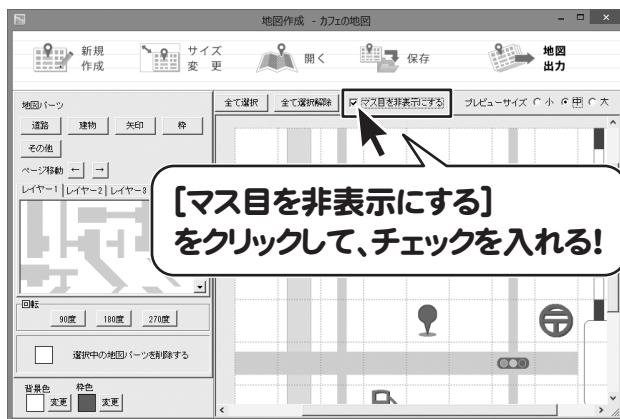 地図作成 - カフェの地図
新規
作成
サイズ
変 更
開く
保存
地図
出力
地図パーツ
全て選択 全て選択解除 マス目を非表示にする プレビューサイズ 小 中 大
道路 建物 矢印 枠
その他
ページ移動 ← →
レイヤー1 レイヤー2 レイヤー3
[マス目を非表示にする]
をクリックして、チェックを入れる!
回転
90度 180度 270度
選択中の地図パーツを削除する
背景色 枠色
変更 変更